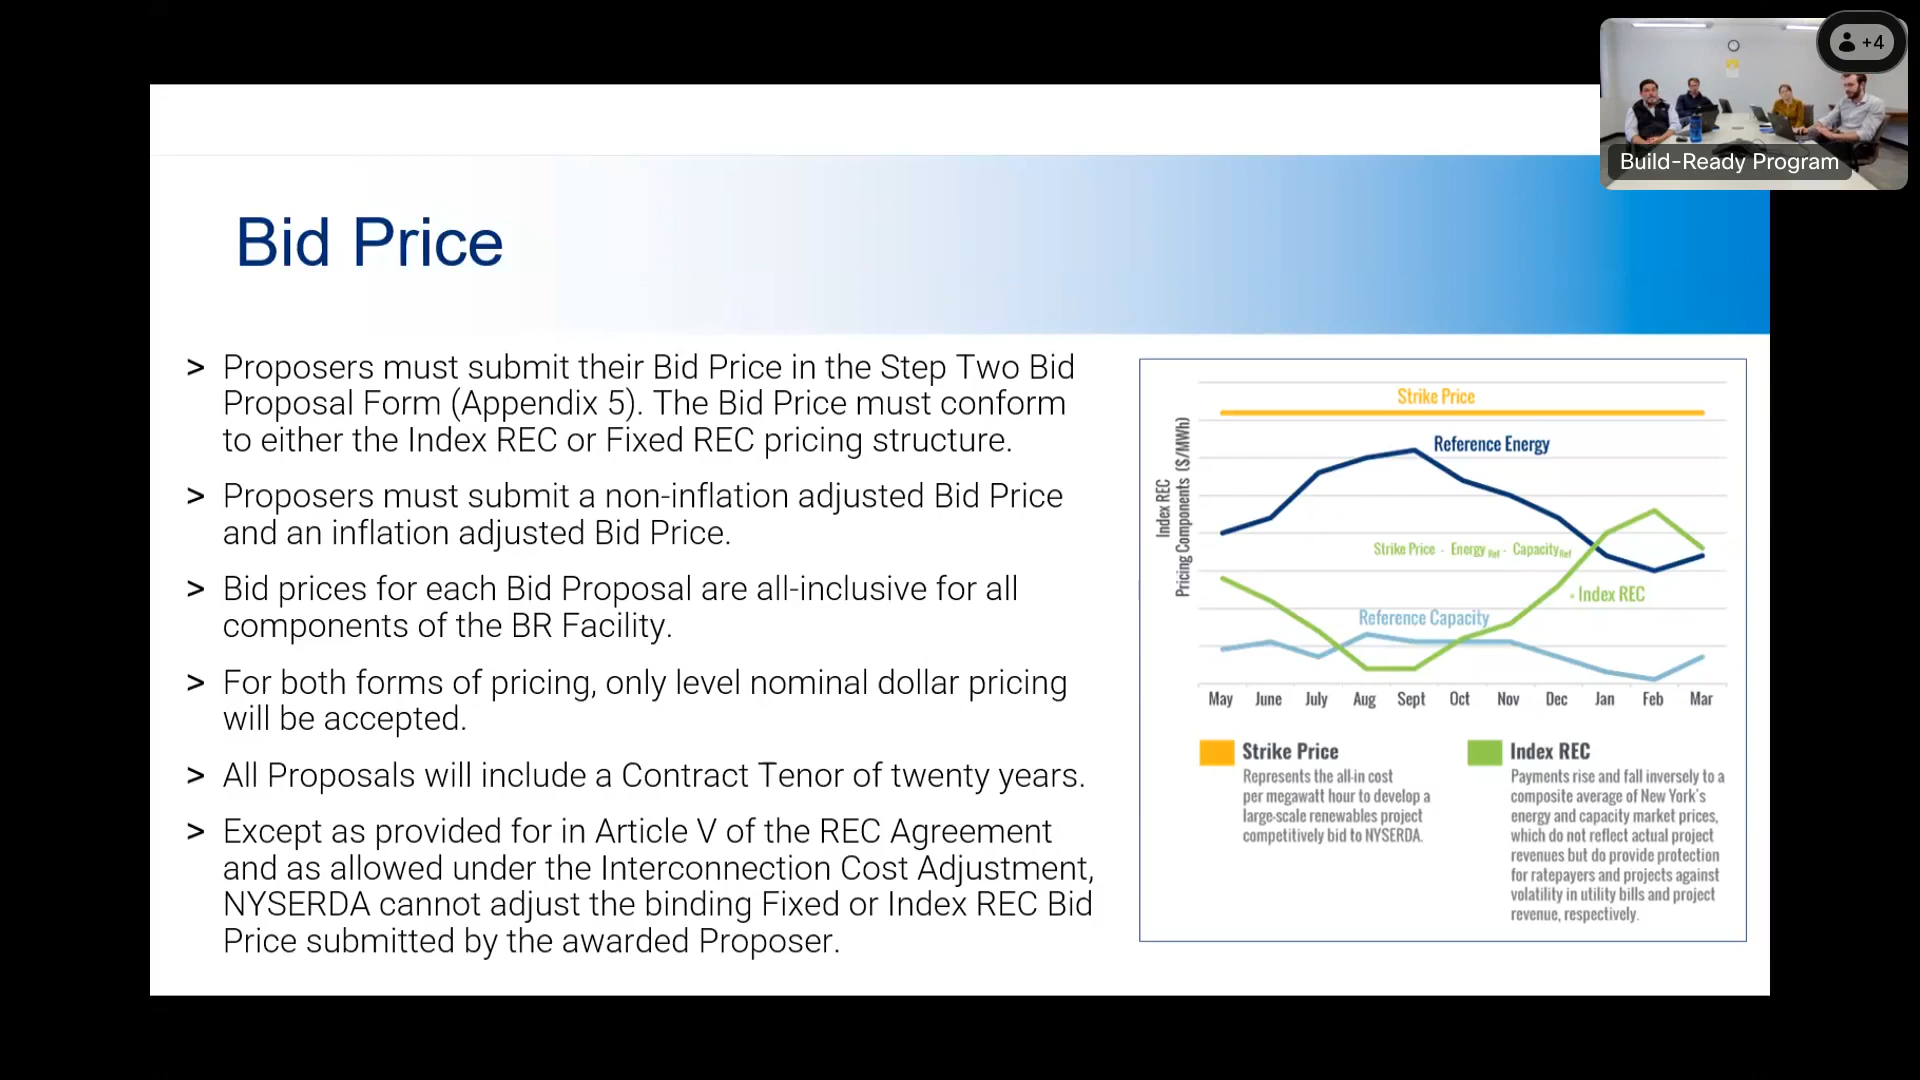 +4
Build-Ready Program
Bid Price
> Proposers must submit their Bid Price in the Step Two Bid
Proposal Form (Appendix 5). The Bid Price must conform
to either the Index REC or Fixed REC pricing structure.
> Proposers must submit a non-inflation adjusted Bid Price
and an inflation adjusted Bid Price.
> Bid prices for each Bid Proposal are all-inclusive for all
components of the BR Facility.
> For both forms of pricing, only level nominal dollar pricing
will be accepted.
> All Proposals will include a Contract Tenor of twenty years.
> Except as provided for in Article V of the REC Agreement
and as allowed under the Interconnection Cost Adjustment,
NYSERDA cannot adjust the binding Fixed or Index REC Bid
Price submitted by the awarded Proposer.
Index REC
Pricing Components ($/MWh)
Strike Price
Reference Energy
Strike Price - Energy Ref - Capacity Ref
- Index REC
Reference Capacity
May June July Aug Sept Oct Nov Dec Jan Feb Mar
Strike Price
Represents the all-in cost
per megawatt hour to develop a
large-scale renewables project
competitively bid to NYSERDA.
Index REC
Payments rise and fall inversely to a
composite average of New York's
energy and capacity market prices,
which do not reflect actual project
revenues but do provide protection
for ratepayers and projects against
volatility in utility bills and project
revenue, respectively.